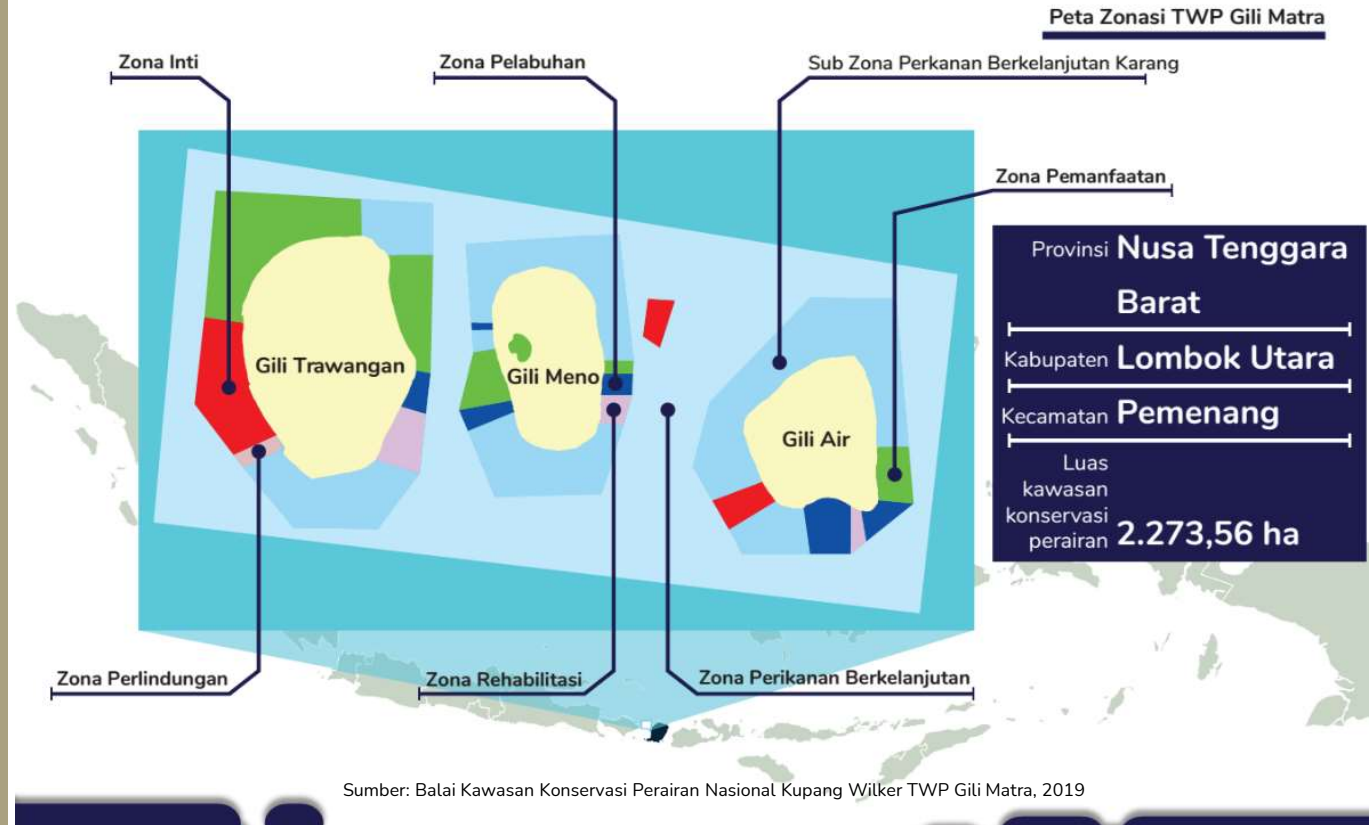 Peta Zonasi TWP Gili Matra
Zona Inti
Zona Pelabuhan
Sub Zona Perkanan Berkelanjutan Karang
Zona Pemanfaatan
Provinsi Nusa Tenggara
Barat
Kabupaten Lombok Utara
Kecamatan Pemenang
Luas
kawasan
konservasi
perairan 2.273,56 ha
Gili Trawangan
Gili Meno
Gili Air
Zona Perlindungan
Zona Rehabilitasi
Zona Perikanan Berkelanjutan
Sumber: Balai Kawasan Konservasi Perairan Nasional Kupang Wilker TWP Gili Matra, 2019